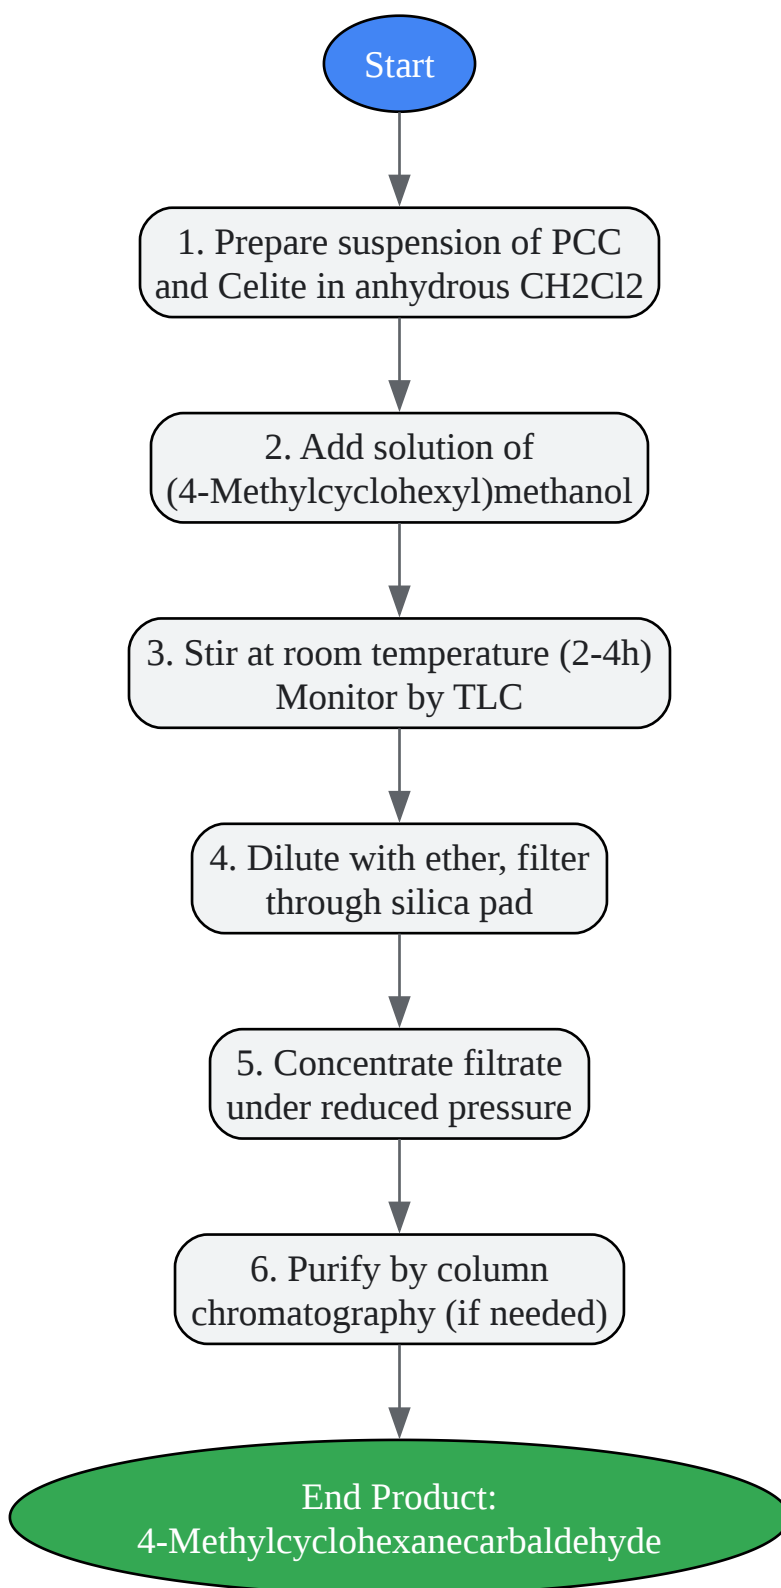 Start
1. Prepare suspension of PCC
and Celite in anhydrous CH2Cl2
2. Add solution of
(4-Methylcyclohexyl)methanol
3. Stir at room temperature (2-4h)
Monitor by TLC
4. Dilute with ether, filter
through silica pad
5. Concentrate filtrate
under reduced pressure
6. Purify by column
chromatography (if needed)
End Product:
4-Methylcyclohexanecarbaldehyde